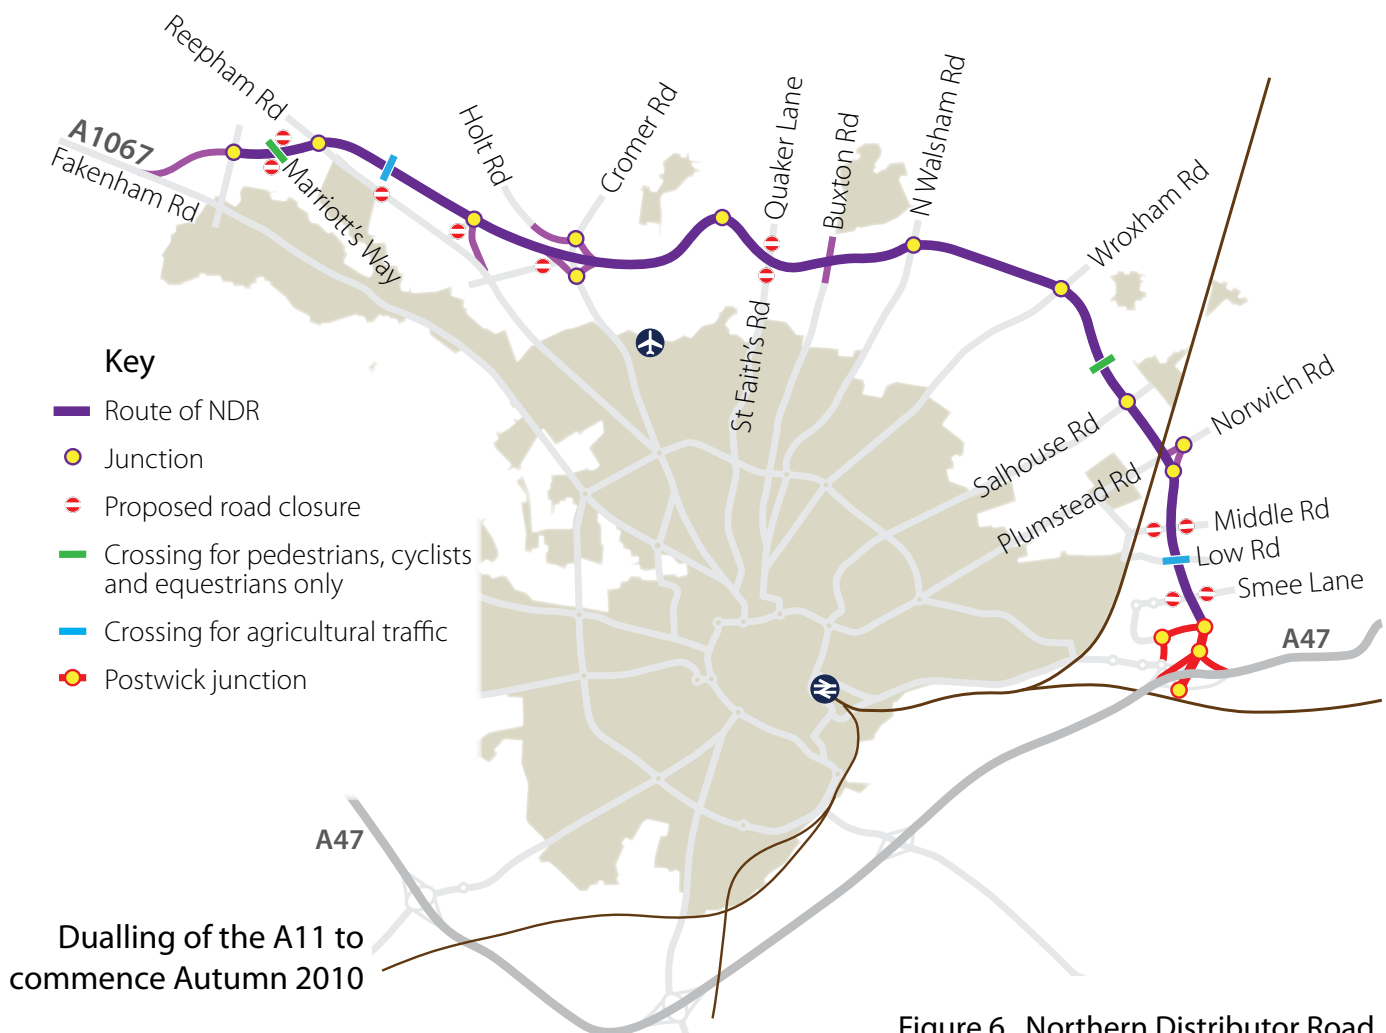 Reepham Rd
A1067
Fakenham Rd
Marriott's Way
Holt Rd
Cromer Rd
Quaker Lane
Buxton Rd
N Walsham Rd
Wroxham Rd
St Faith's Rd
Norwich Rd
Salhouse Rd
Plumstead Rd
Middle Rd
Low Rd
Smee Lane
A47
Key
Route of NDR
Junction
Proposed road closure
Crossing for pedestrians, cyclists
and equestrians only
Crossing for agricultural traffic
Postwick junction
A47
Dualling of the A11 to
commence Autumn 2010
Figure 6 Northern Distributor Road